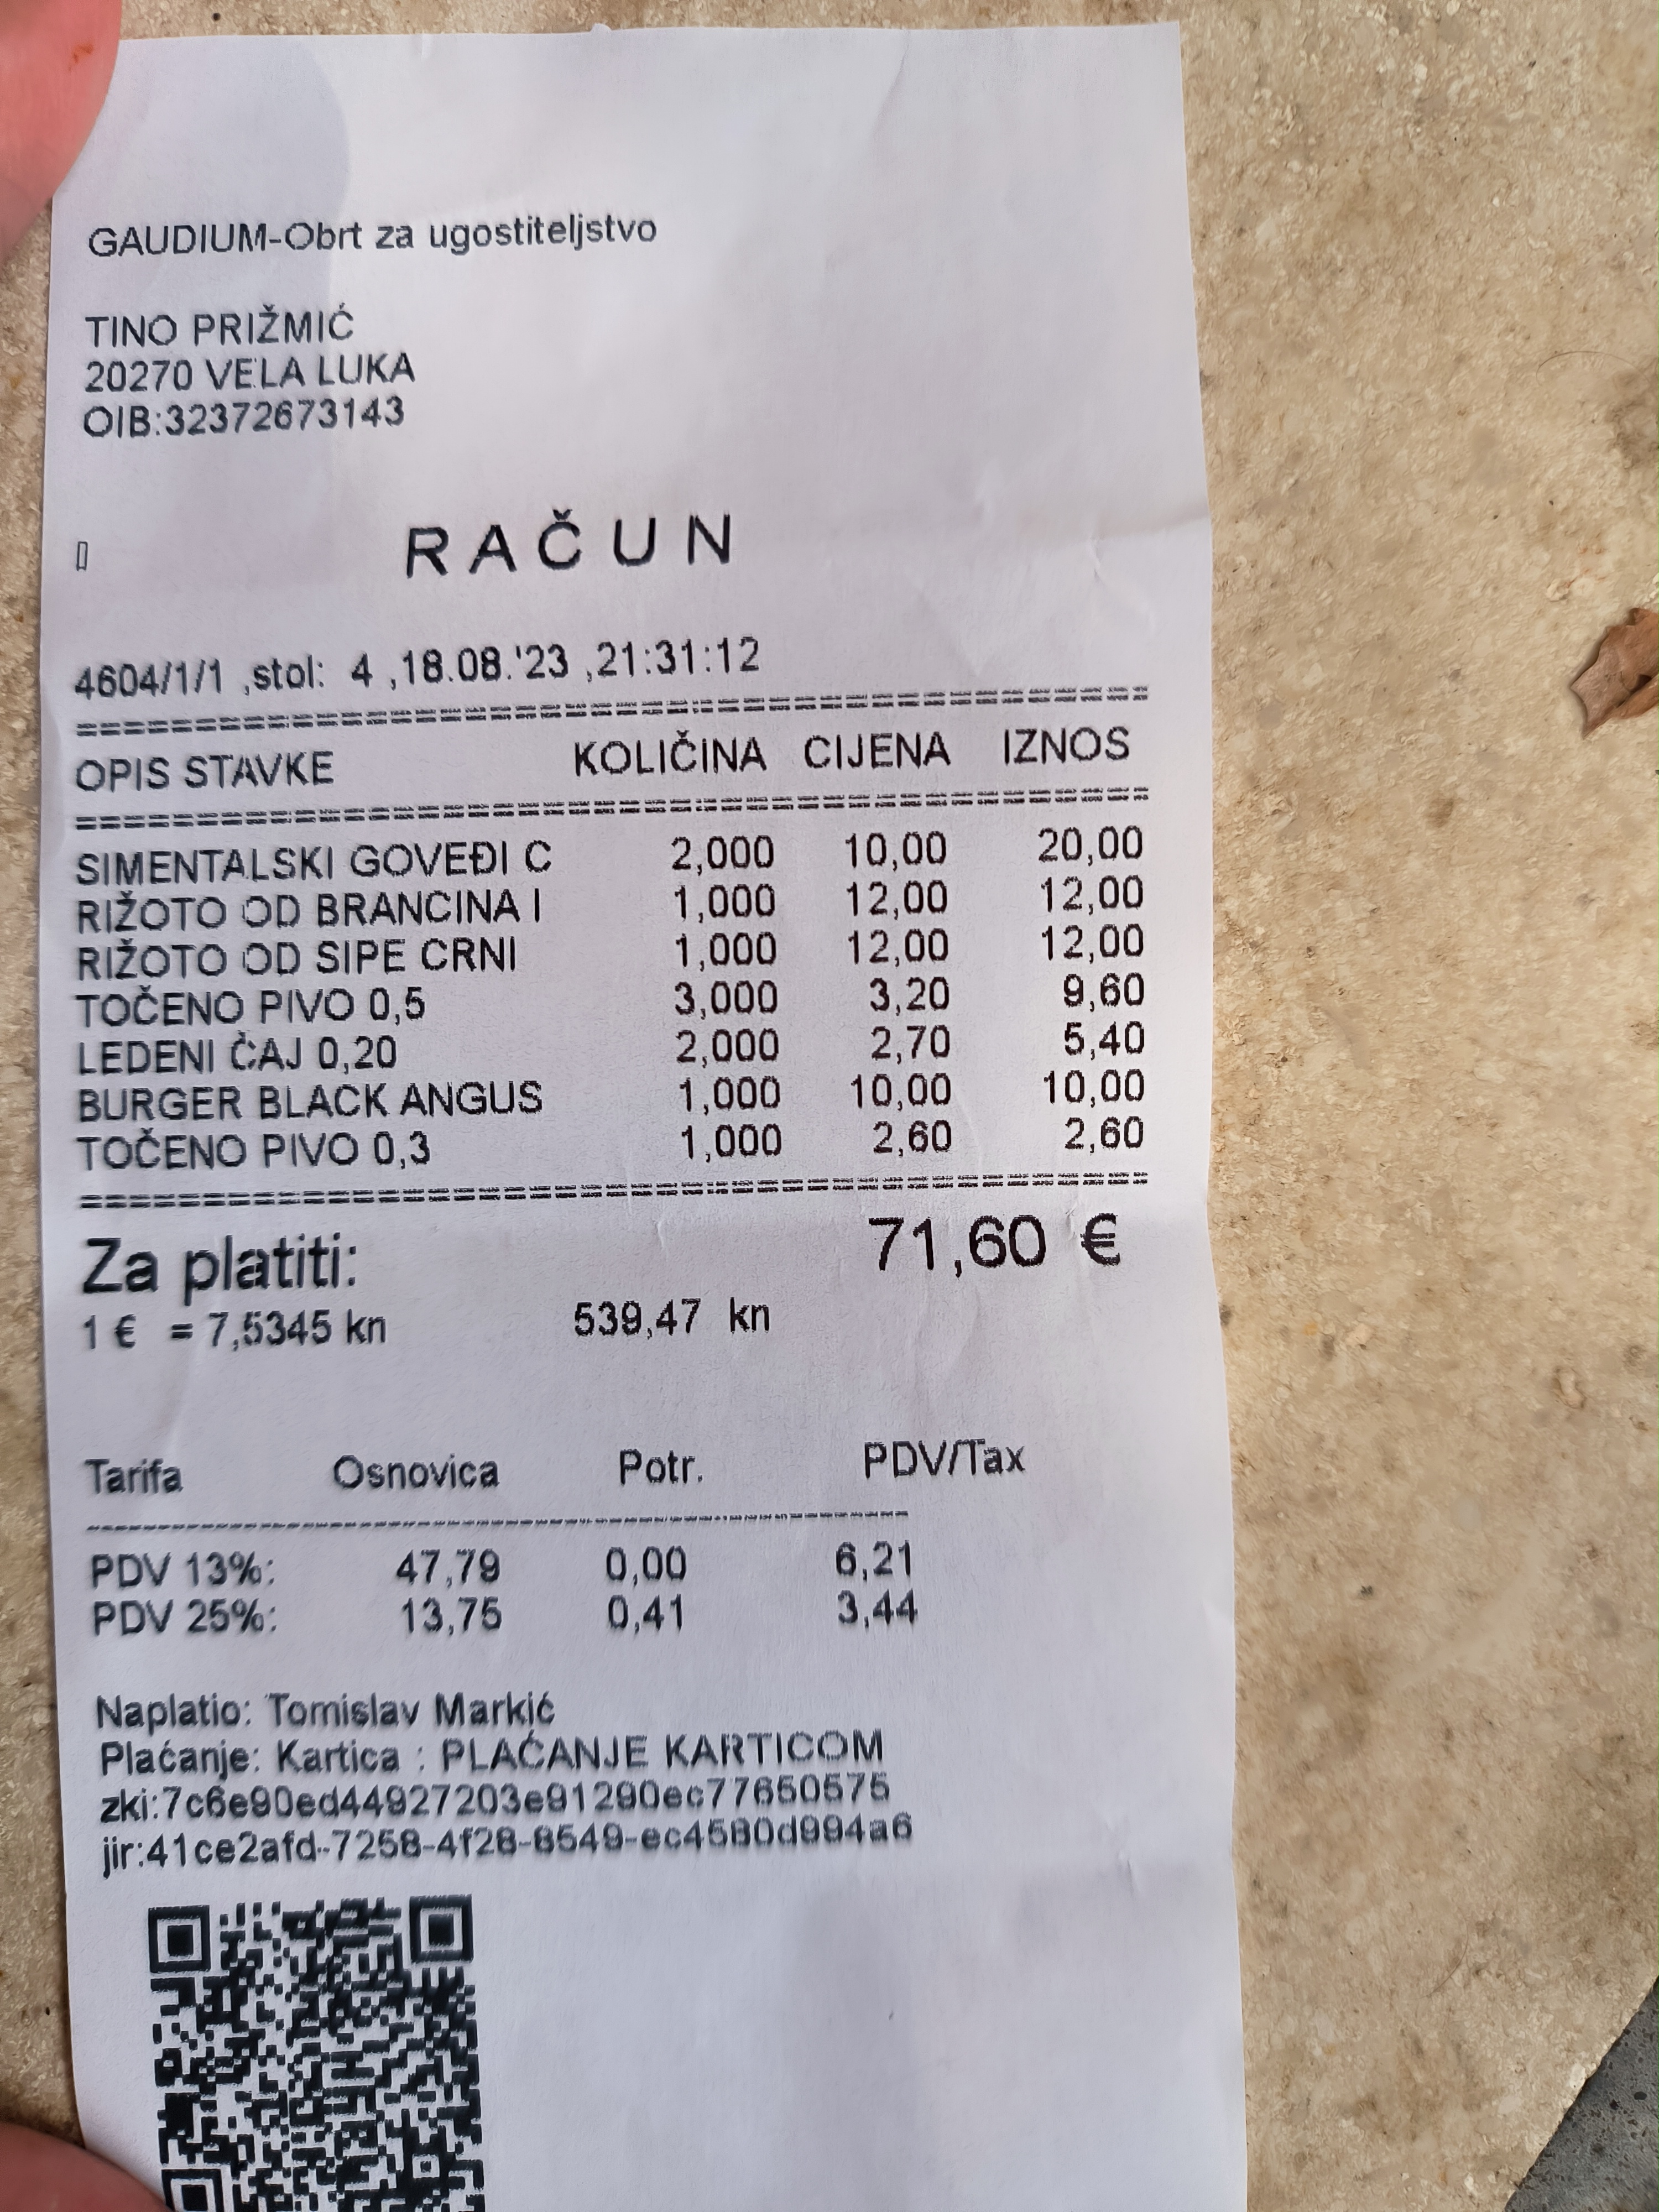 GAUDIUM-Obrt za ugostiteljstvo
TINO PRIŽMIĆ
20270 VELA LUKA
OIB:32372673143
RAČUN
4604/1/1 ,stol: 4 ,18.08.'23 ,21:31:12
OPIS STAVKE KOLIČINA CIJENA IZNOS
SIMENTALSKI GOVEĐI C 2,000 10,00 20,00
RIŽOTO OD BRANCINA I 1,000 12,00 12,00
RIŽOTO OD SIPE CRNI 1,000 12,00 12,00
TOČENO PIVO 0,5 3,000 3,20 9,60
LEDENI ČAJ 0,20 2,000 2,70 5,40
BURGER BLACK ANGUS 1,000 10,00 10,00
TOČENO PIVO 0,3 1,000 2,60 2,60
Za platiti: 71,60 €
1 € = 7,5345 kn 539,47 kn
Tarifa Osnovica Potr. PDV/Tax
PDV 13%: 47,79 0,00 6,21
PDV 25%: 13,75 0,41 3,44
Naplatio: Tomislav Markić
Plaćanje: Kartica : PLAĆANJE KARTICOM
zki:7c6e90ed44927203e91290ec77650575
jir:41ce2afd-7258-4f28-8549-ec4580d994a6